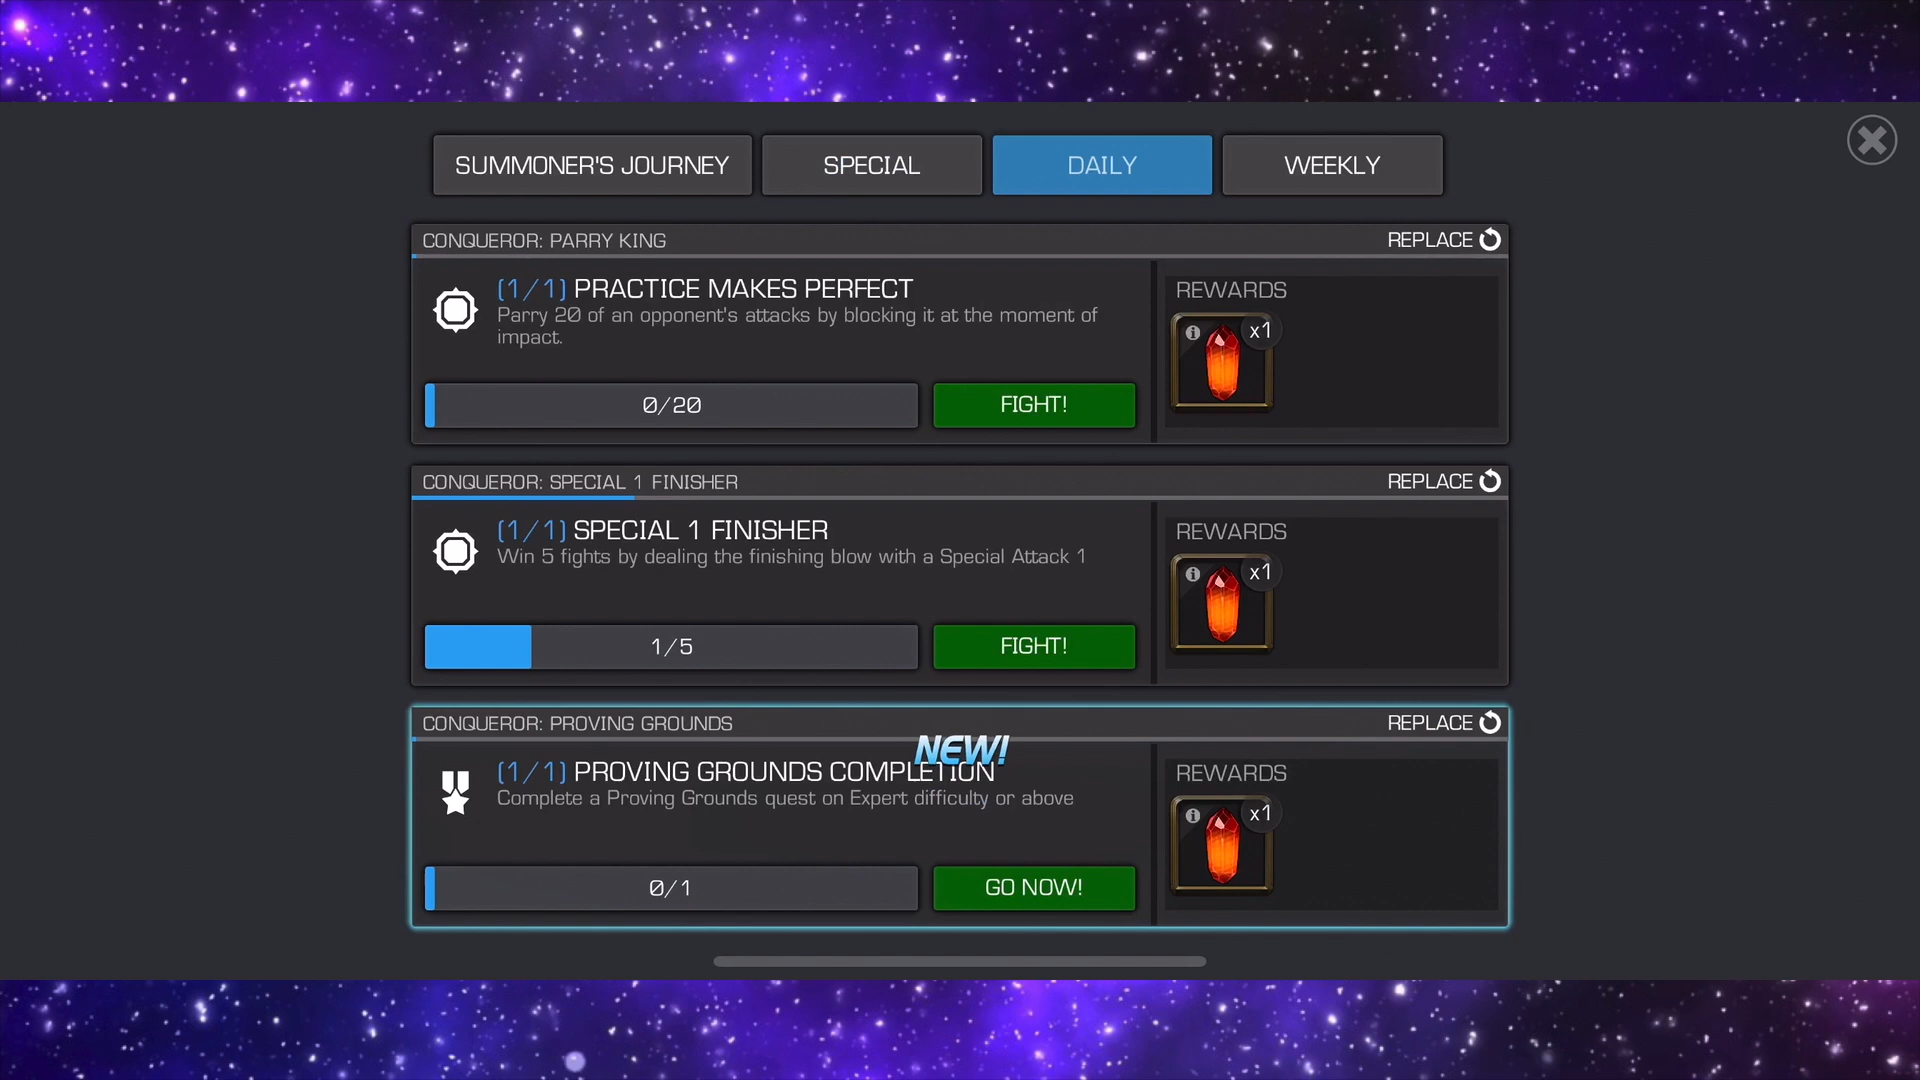 SUMMONER'S JOURNEY
SPECIAL
DAILY
WEEKLY
CONQUEROR: PARRY KING
REPLACE
(1/1) PRACTICE MAKES PERFECT
Parry 20 of an opponent's attacks by blocking it at the moment of
impact.
0/20
FIGHT!
REWARDS
x1
CONQUEROR: SPECIAL 1 FINISHER
REPLACE
(1/1) SPECIAL 1 FINISHER
Win 5 fights by dealing the finishing blow with a Special Attack 1
1/5
FIGHT!
REWARDS
x1
CONQUEROR: PROVING GROUNDS
REPLACE
NEW!
(1/1) PROVING GROUNDS COMPLETION
Complete a Proving Grounds quest on Expert difficulty or above
0/1
GO NOW!
REWARDS
x1